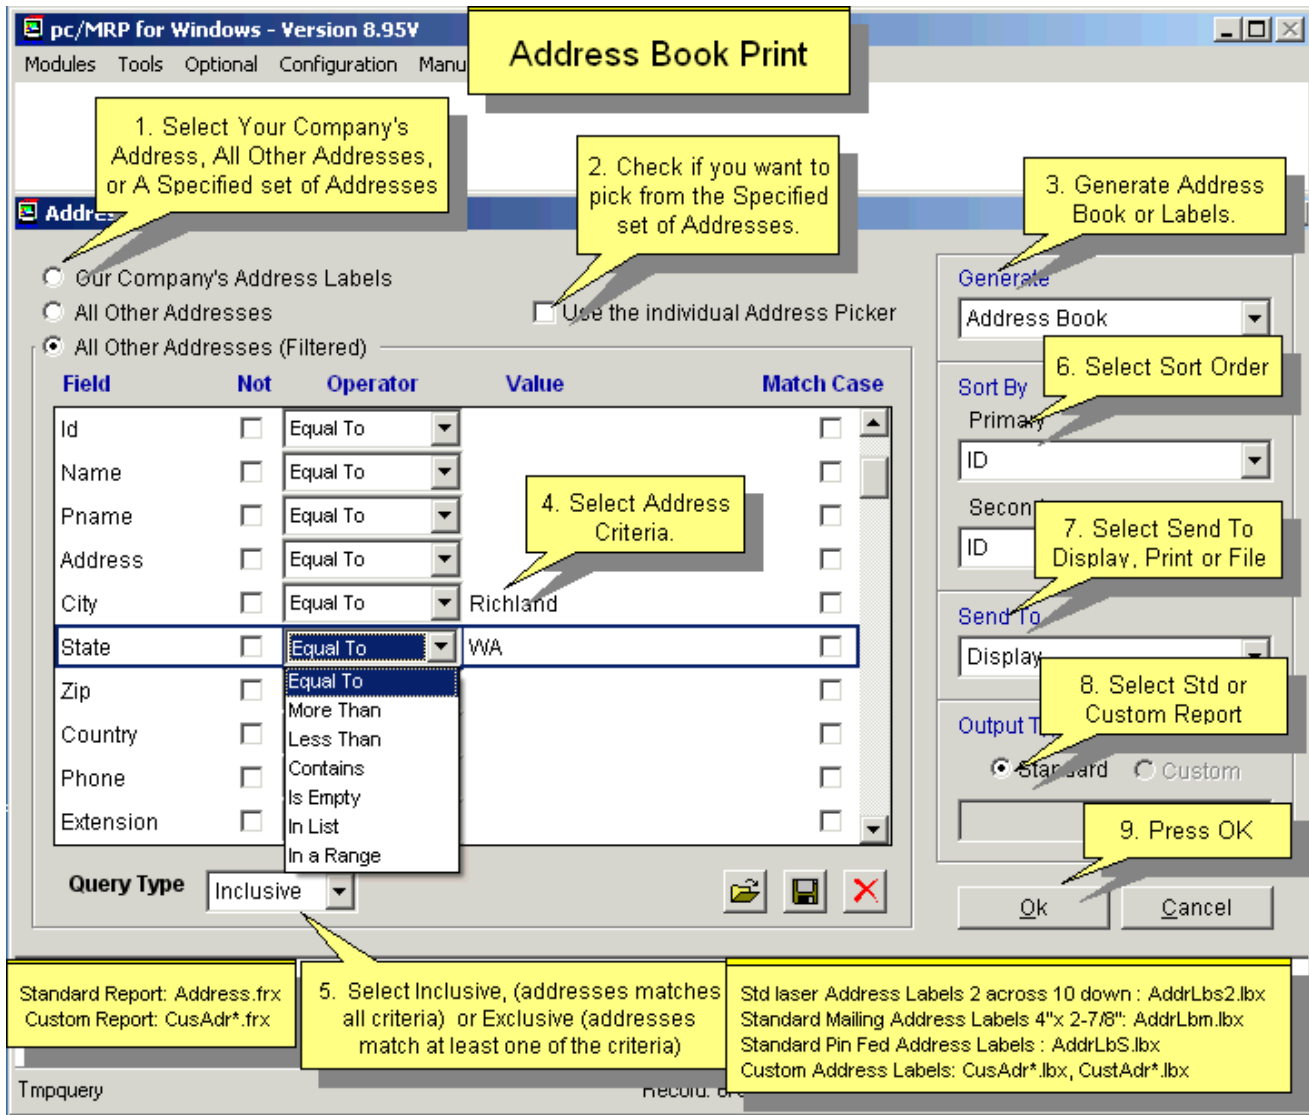 pc/MRP for Windows - Version 8.95V
Address Book Print
Modules Tools Optional Configuration Manu
1. Select Your Company's
Address, All Other Addresses,
or A Specified set of Addresses
2. Check if you want to
pick from the Specified
set of Addresses.
3. Generate Address
Book or Labels.
Addre
Our Company's Address Labels
All Other Addresses
Use the individual Address Picker
All Other Addresses (Filtered)
Generate
Address Book
Field Not Operator Value Match Case
6. Select Sort Order
Sort By
Primary
ID
Id Equal To
Name Equal To
Pname Equal To
Address Equal To
City Equal To Richland
State Equal To WA
4. Select Address
Criteria.
Second
ID
7. Select Send To
Display, Print or File
Send To
Display
Zip
Country
Phone
Extension
Equal To
More Than
Less Than
Contains
Is Empty
In List
In a Range
8. Select Std or
Custom Report
Output T
Standard Custom
9. Press OK
Query Type Inclusive
Ok Cancel
Standard Report: Address.frx
Custom Report: CusAdr*.frx
5. Select Inclusive, (addresses matches
all criteria) or Exclusive (addresses
match at least one of the criteria)
Std laser Address Labels 2 across 10 down : AddrLbs2.lbx
Standard Mailing Address Labels 4"x 2-7/8": AddrLbm.lbx
Standard Pin Fed Address Labels : AddrLbS.lbx
Custom Address Labels: CusAdr*.lbx, CustAdr*.lbx
Tmpquery
Record: